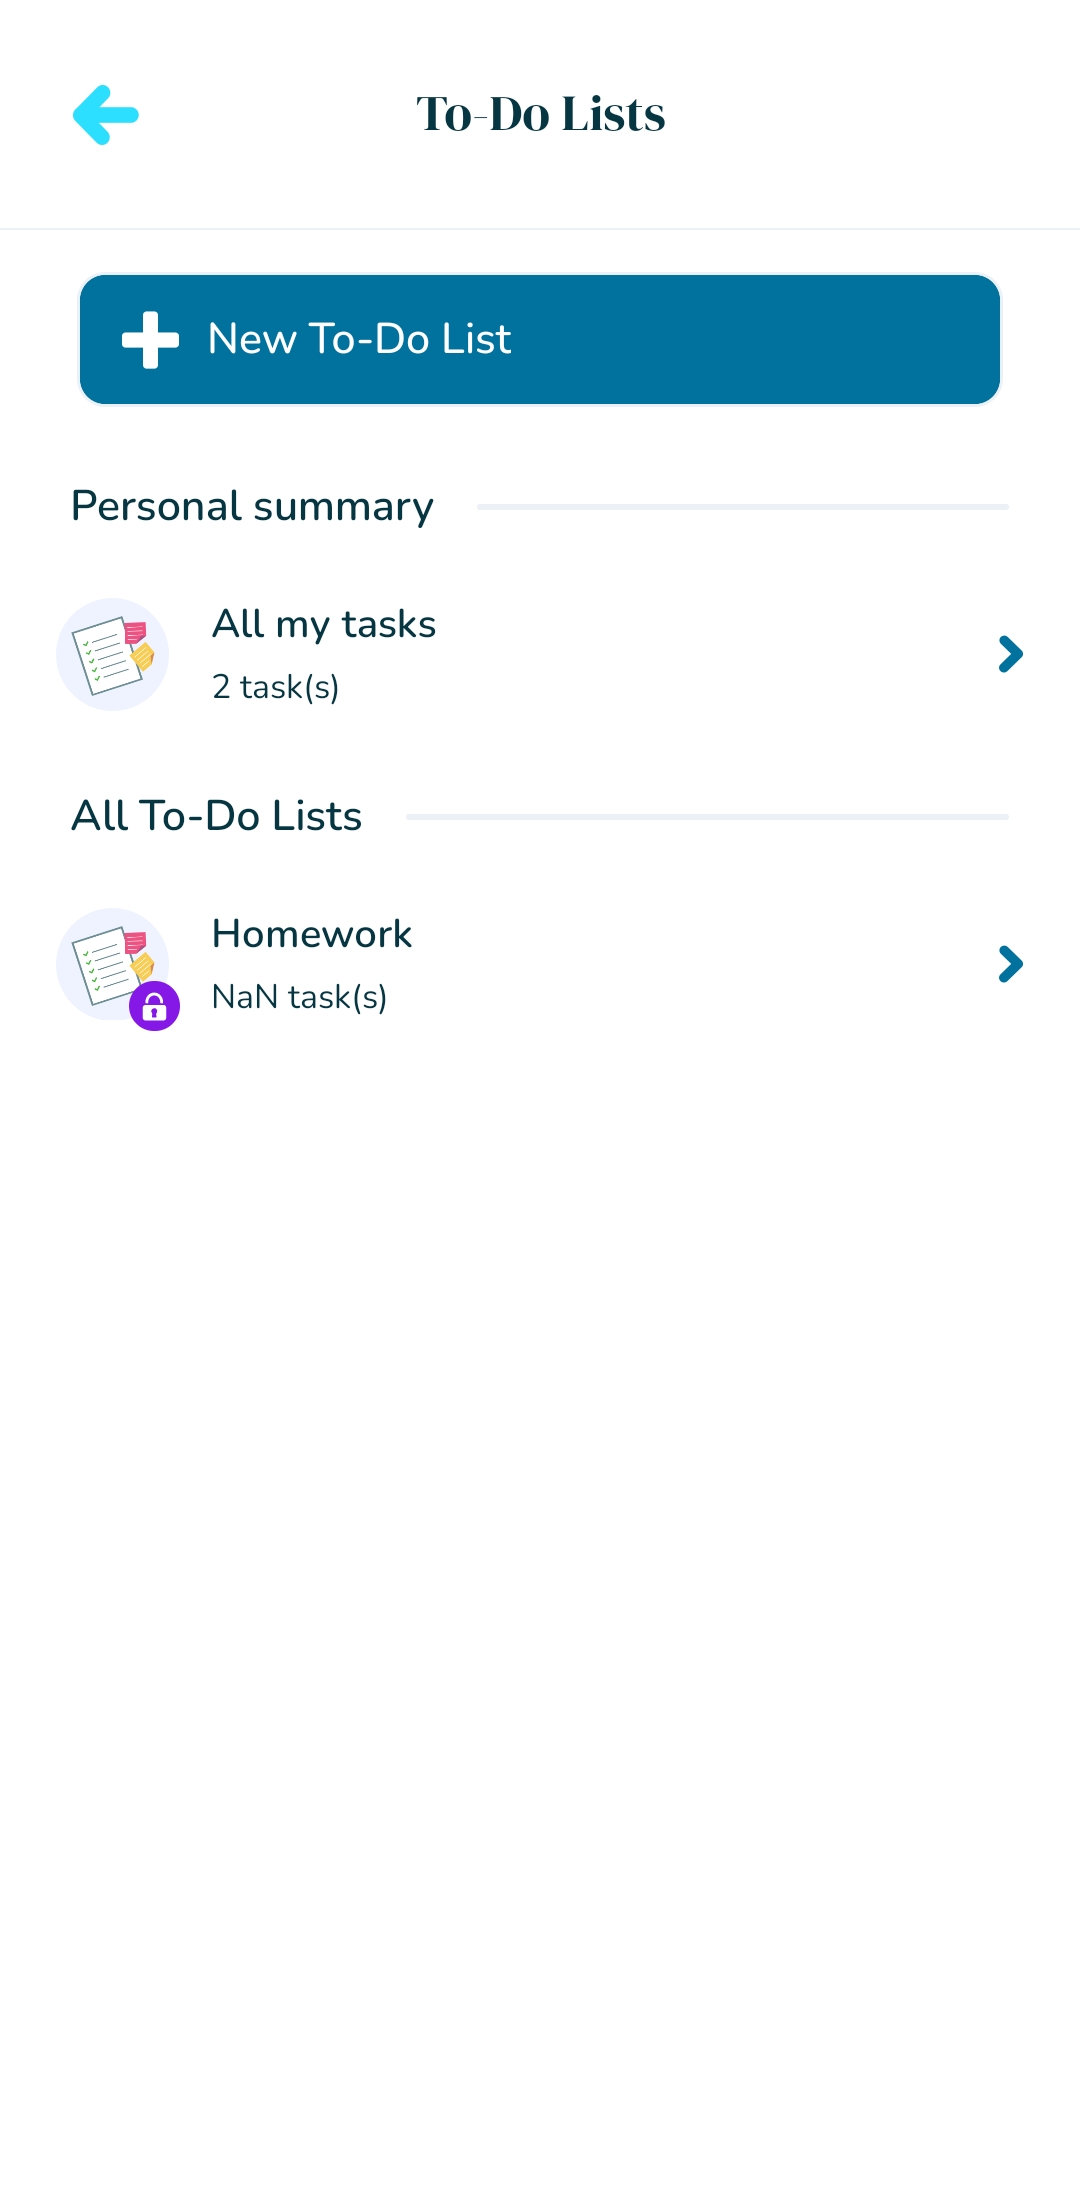 To-Do Lists
New To-Do List
Personal summary
All my tasks
2 task(s)
All To-Do Lists
Homework
NaN task(s)